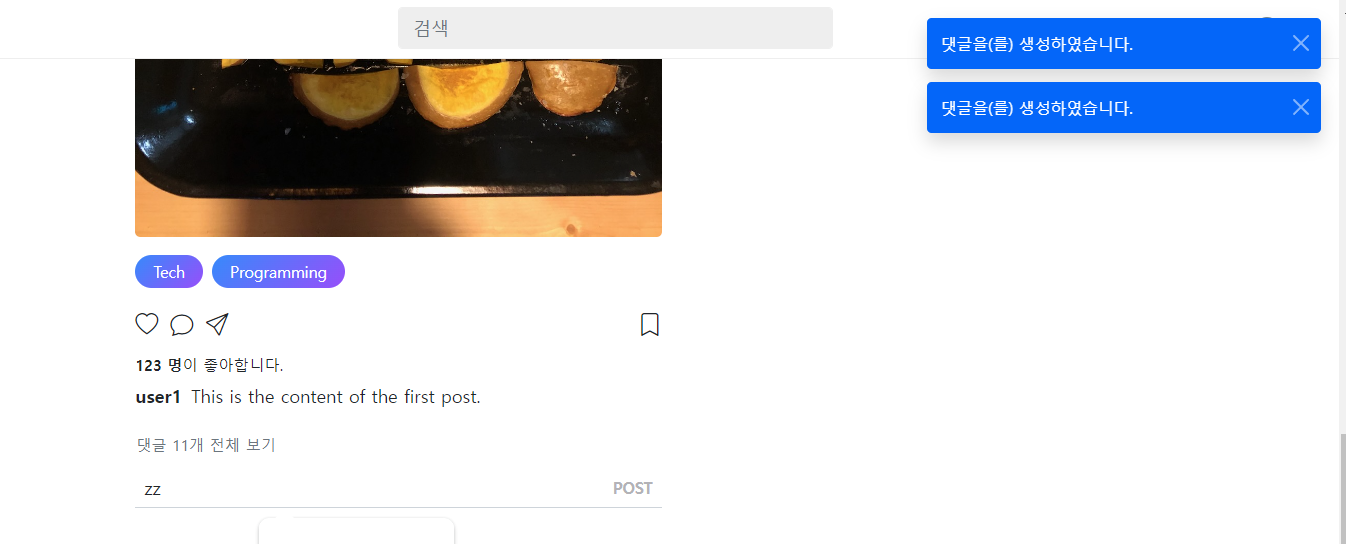 검색
댓글을(를) 생성하였습니다.
댓글을(를) 생성하였습니다.
Tech
Programming
123 명이 좋아합니다.
user1 This is the content of the first post.
댓글 11개 전체 보기
zz
POST